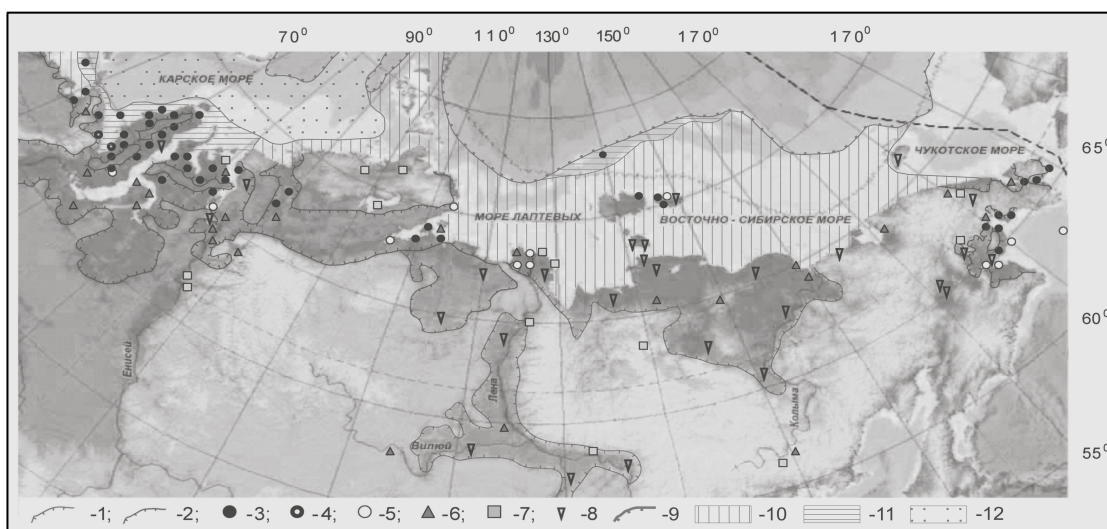 70⁰ 90⁰ 110⁰ 130⁰ 150⁰ 170⁰ 170⁰
КАРСКОЕ МОРЕ
65⁰
ЧУКОТСКОЕ МОРЕ
МОРЕ ЛАПТЕВЫХ
ВОСТОЧНО - СИБИРСКОЕ МОРЕ
60⁰
Енисей
Лена
Колыма
Вилюй
55⁰
-1; -2; -3; -4; -5; -6; -7; -8; -9 -10 -11 -12